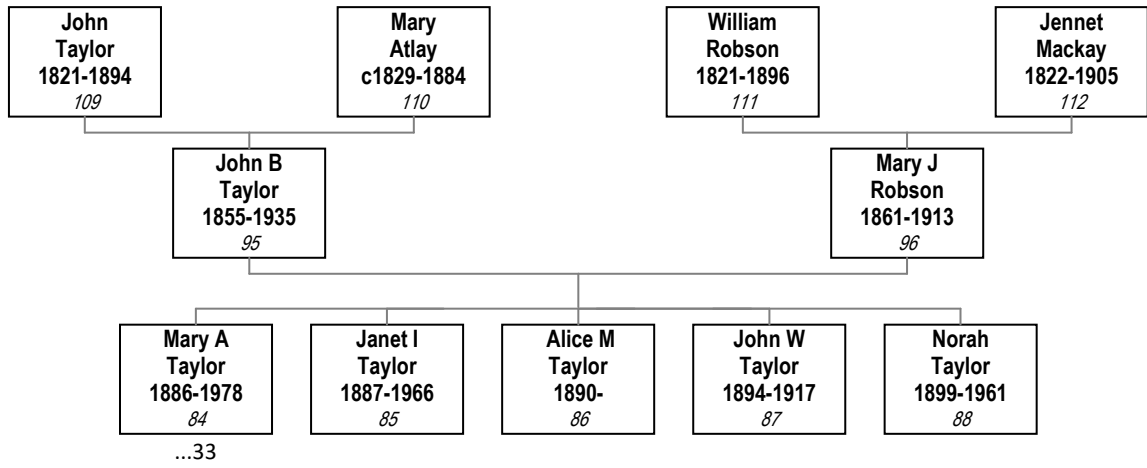 John
Taylor
1821-1894
109
Mary
Atlay
c1829-1884
110
William
Robson
1821-1896
111
Jennet
Mackay
1822-1905
112
John B
Taylor
1855-1935
95
Mary J
Robson
1861-1913
96
Mary A
Taylor
1886-1978
84
Janet I
Taylor
1887-1966
85
Alice M
Taylor
1890-
86
John W
Taylor
1894-1917
87
Norah
Taylor
1899-1961
88
...33